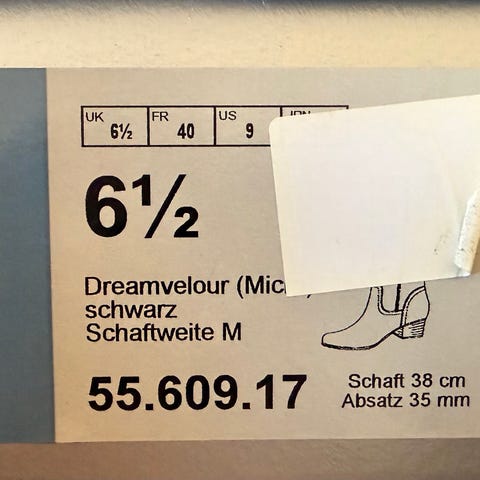 UK 6½ FR 40 US 9
6½
Dreamvelour
schwarz
Schaftweite M
55.609.17
Schaft 38 cm
Absatz 35 mm